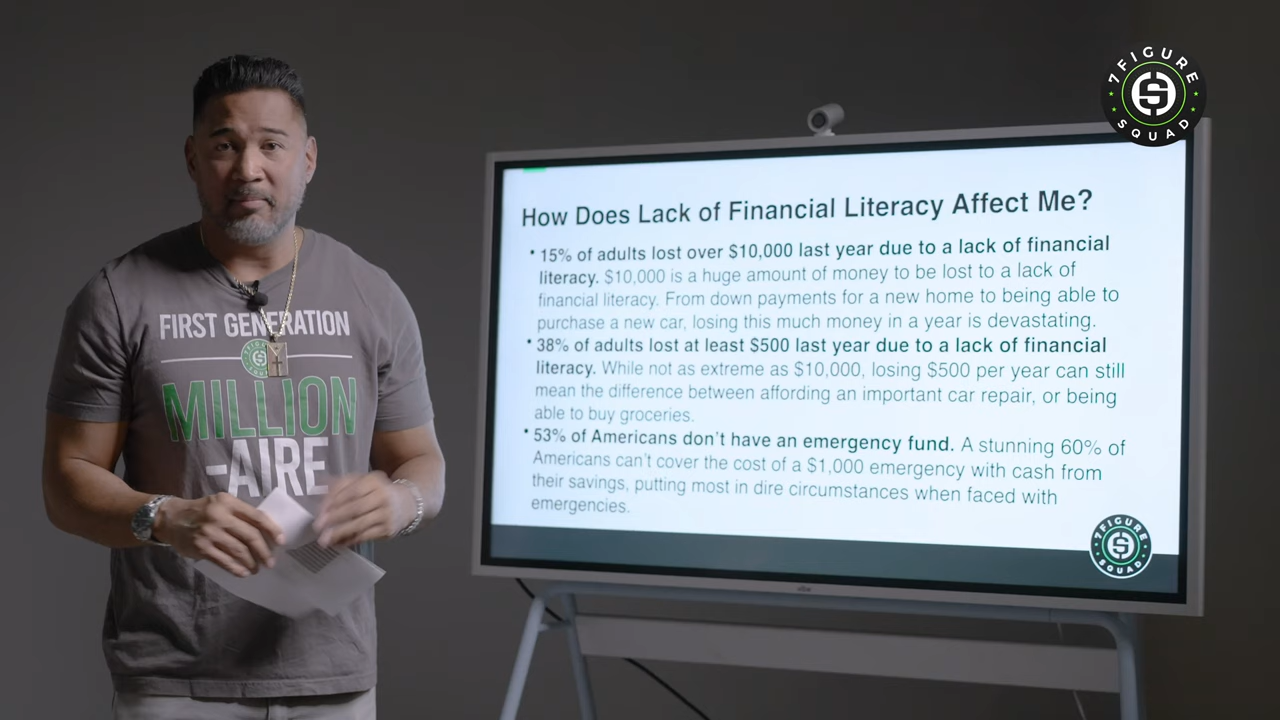 7FIGURE
SQUAD
How Does Lack of Financial Literacy Affect Me?
• 15% of adults lost over $10,000 last year due to a lack of financial
literacy. $10,000 is a huge amount of money to be lost to a lack of
financial literacy. From down payments for a new home to being able to
purchase a new car, losing this much money in a year is devastating.
• 38% of adults lost at least $500 last year due to a lack of financial
literacy. While not as extreme as $10,000, losing $500 per year can still
mean the difference between affording an important car repair, or being
able to buy groceries.
• 53% of Americans don't have an emergency fund. A stunning 60% of
Americans can't cover the cost of a $1,000 emergency with cash from
their savings, putting most in dire circumstances when faced with
emergencies.
7FIGURE
SQUAD
FIRST GENERATION
MILLION
-AIRE